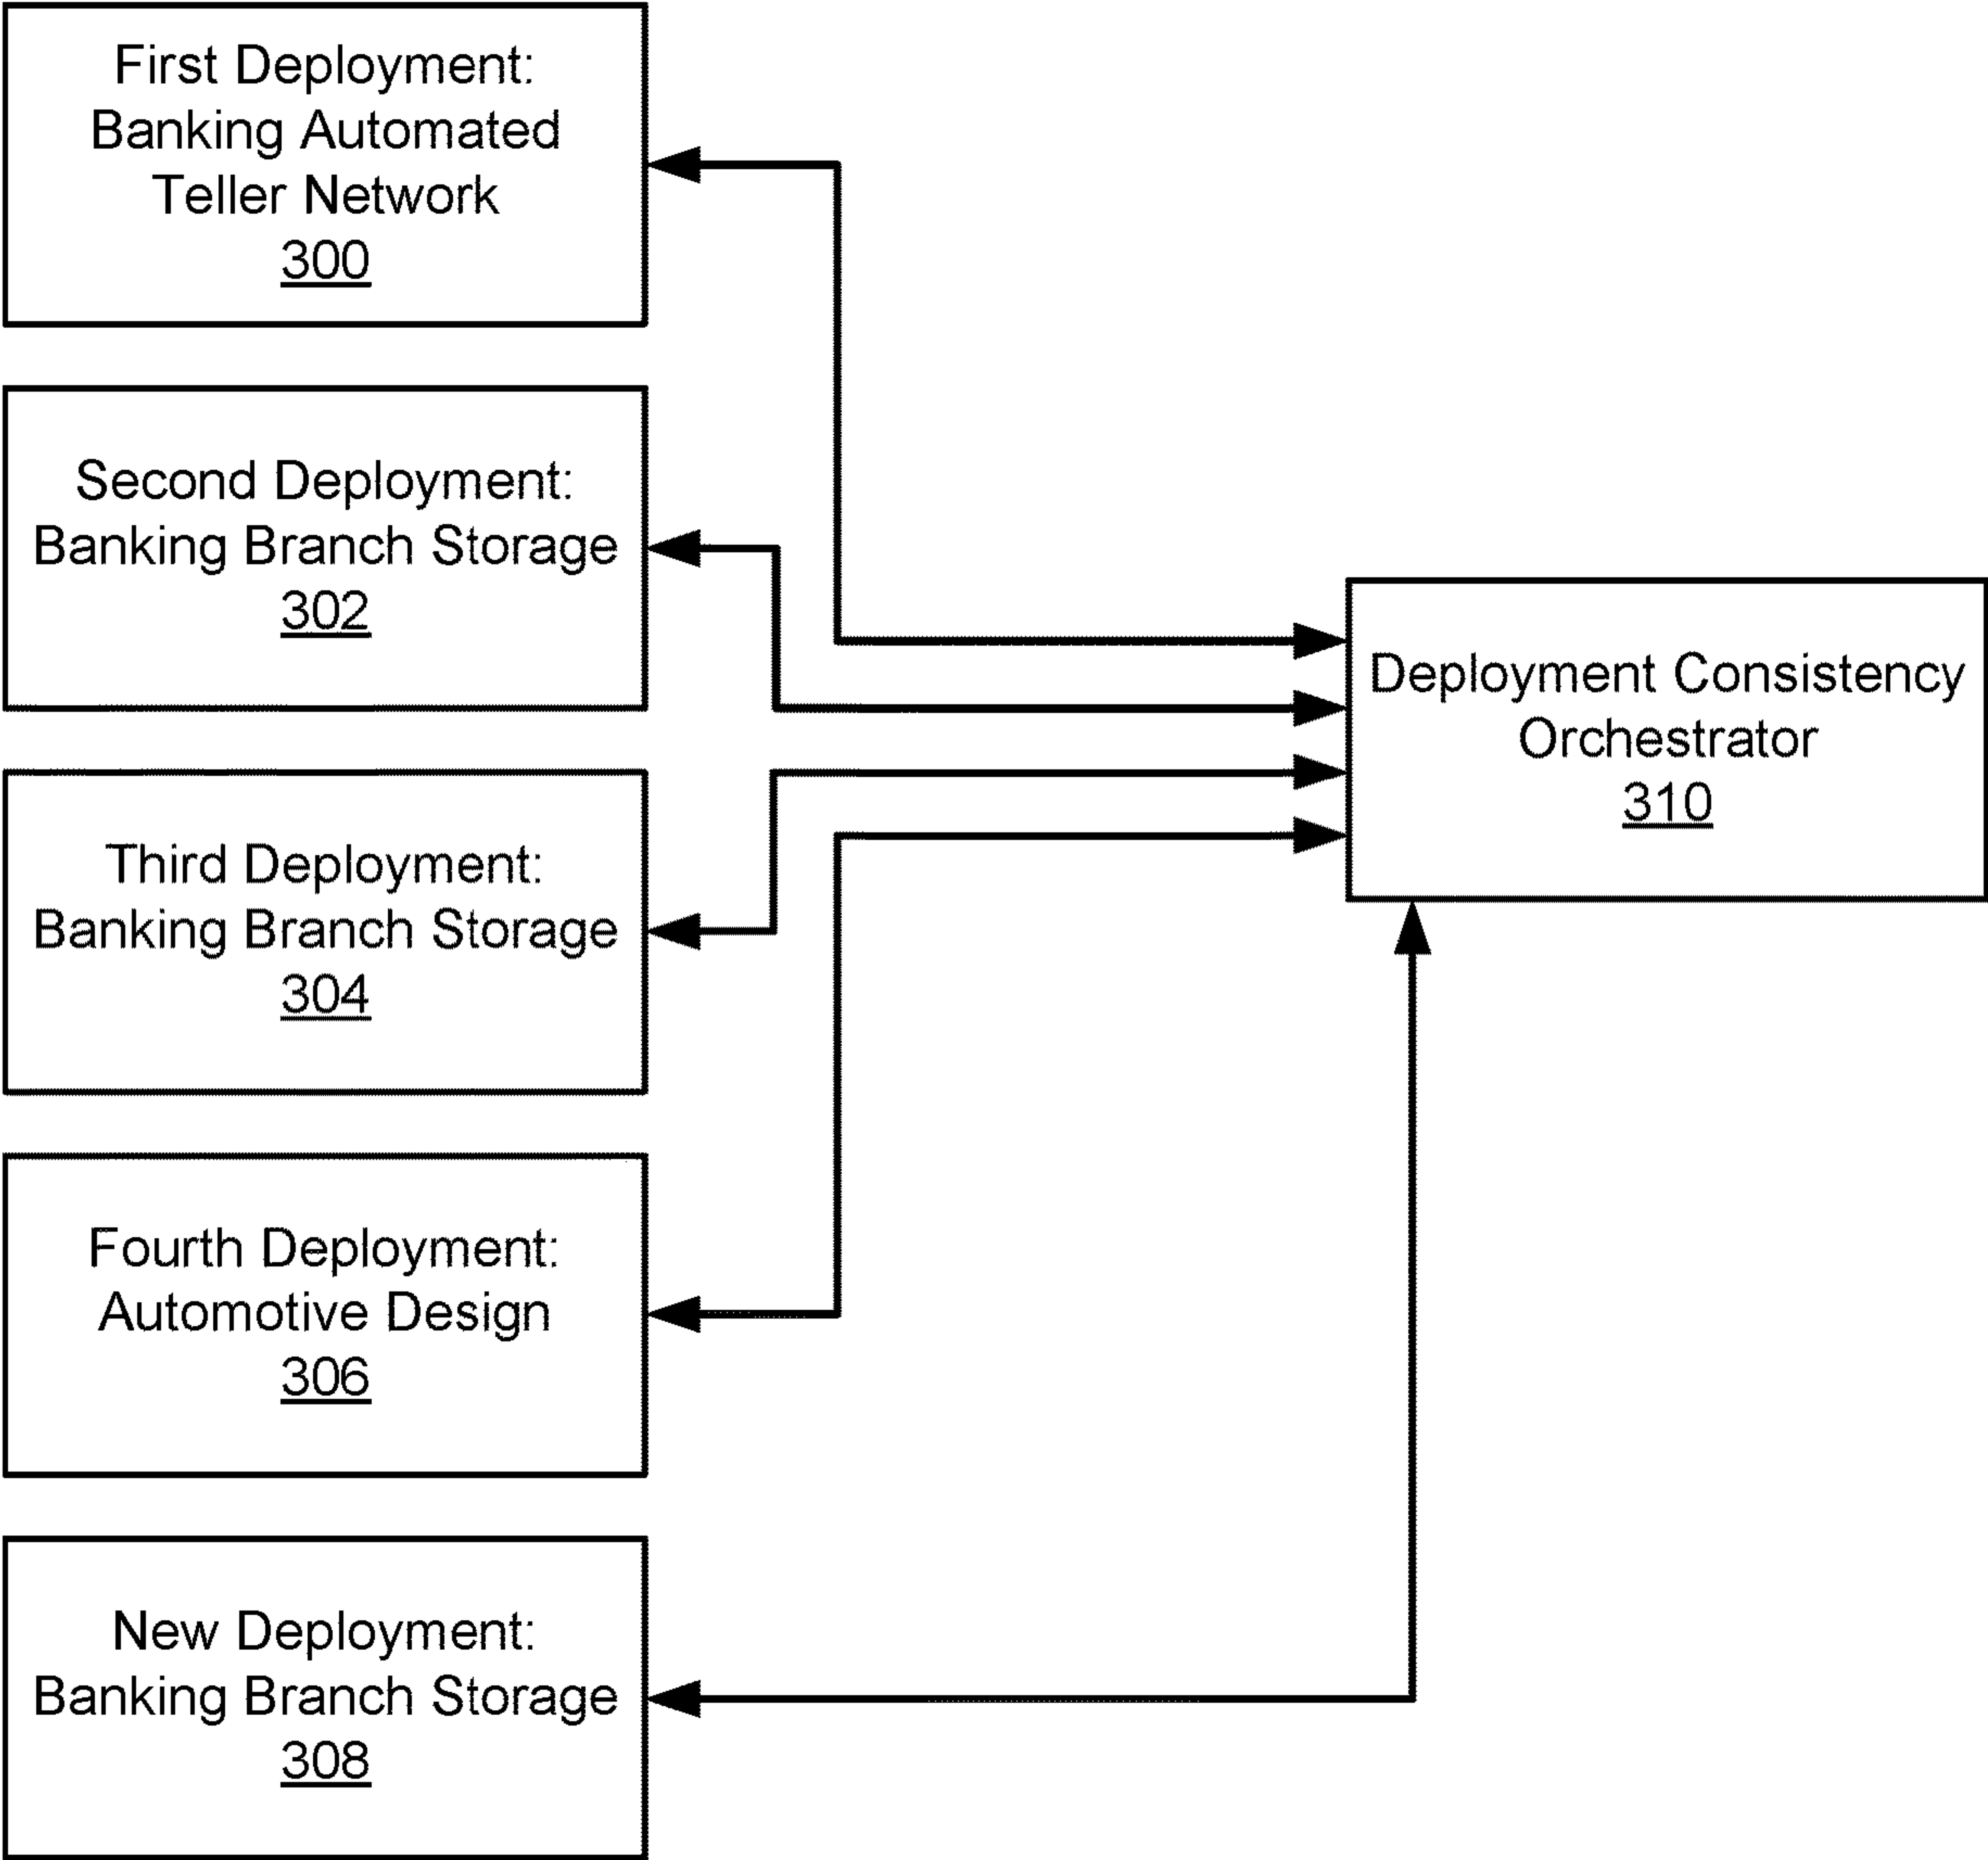 First Deployment:
Banking Automated
Teller Network
300
Second Deployment:
Banking Branch Storage
302
Third Deployment:
Banking Branch Storage
304
Fourth Deployment:
Automotive Design
306
New Deployment:
Banking Branch Storage
308
Deployment Consistency
Orchestrator
310